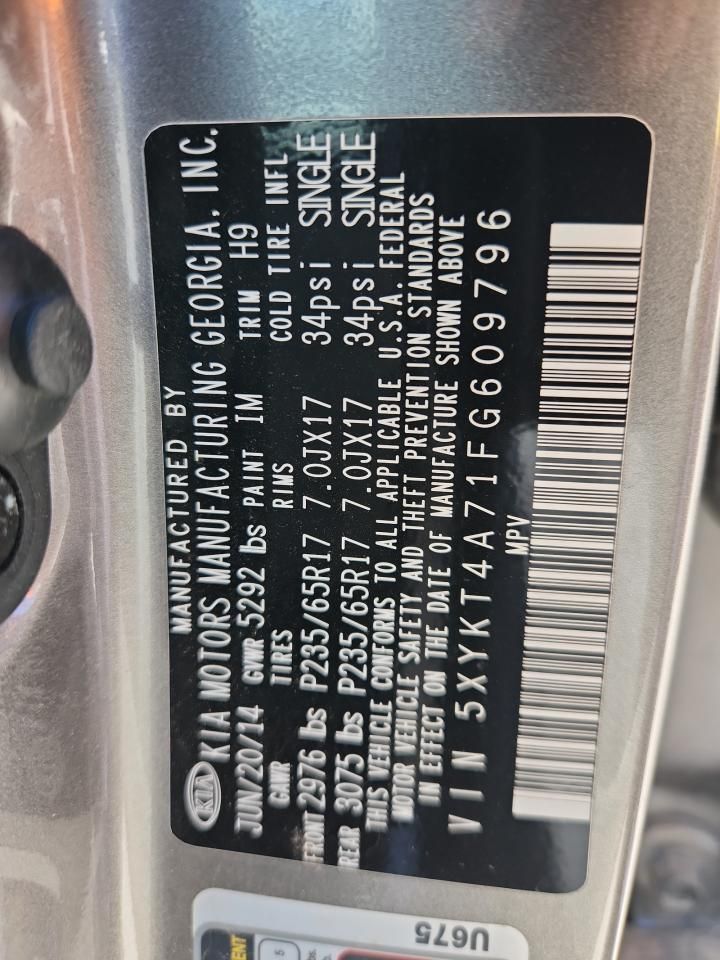 MANUFACTURED BY
KIA KIA MOTORS MANUFACTURING GEORGIA, INC.
JUN/20/14 GVWR 5292 lbs PAINT IM TRIM H9
GAWR TIRES RIMS COLD TIRE INFL
FRONT 2976 lbs P235/65R17 7.0JX17 34psi SINGLE
REAR 3075 lbs P235/65R17 7.0JX17 34psi SINGLE
THIS VEHICLE CONFORMS TO ALL APPLICABLE U.S.A. FEDERAL
MOTOR VEHICLE SAFETY AND THEFT PREVENTION STANDARDS
IN EFFECT ON THE DATE OF MANUFACTURE SHOWN ABOVE
VIN 5XYKT4A71FG609796
MPV
U675